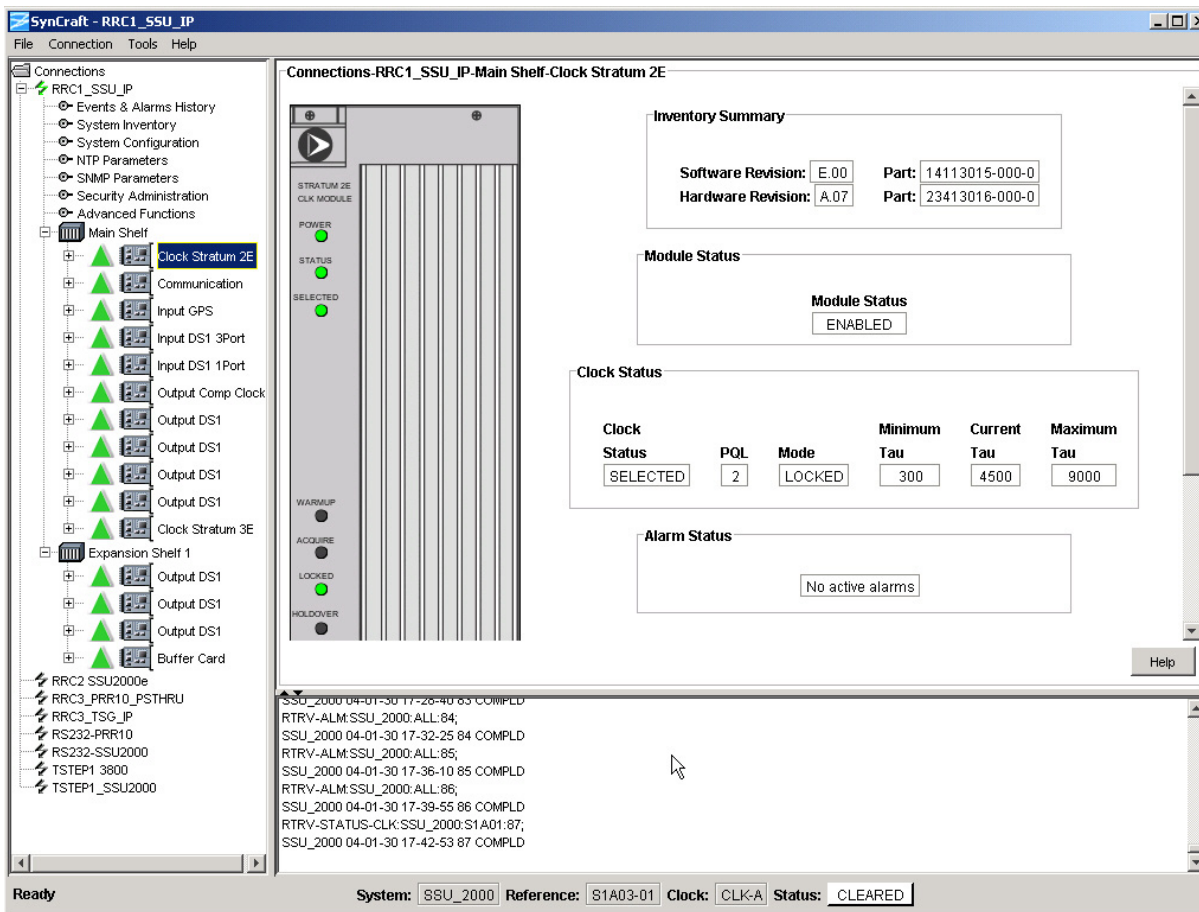 SynCraft - RRC1_SSU_IP
File Connection Tools Help
Connections
RRC1_SSU_IP
Events & Alarms History
System Inventory
System Configuration
NTP Parameters
SNMP Parameters
Security Administration
Advanced Functions
Main Shelf
Clock Stratum 2E
Communication
Input GPS
Input DS1 3Port
Input DS1 1Port
Output Comp Clock
Output DS1
Output DS1
Output DS1
Output DS1
Clock Stratum 3E
Expansion Shelf 1
Output DS1
Output DS1
Output DS1
Buffer Card
RRC2 SSU2000e
RRC3_PRR10_PSTHRU
RRC3_TSG_IP
RS232-PRR10
RS232-SSU2000
TSTEP1 3800
TSTEP1_SSU2000
Connections-RRC1_SSU_IP-Main Shelf-Clock Stratum 2E
STRATUM 2E
CLK MODULE
POWER
STATUS
SELECTED
WARMUP
ACQUIRE
LOCKED
HOLDOVER
Inventory Summary
Software Revision: E.00 Part: 14113015-000-0
Hardware Revision: A.07 Part: 23413016-000-0
Module Status
Module Status
ENABLED
Clock Status
Clock Minimum Current Maximum
Status PQL Mode Tau Tau Tau
SELECTED 2 LOCKED 300 4500 9000
Alarm Status
No active alarms
Help
SSU_2000 04-01-30 17-28-40 83 COMPLD
RTRV-ALM:SSU_2000:ALL:84;
SSU_2000 04-01-30 17-32-25 84 COMPLD
RTRV-ALM:SSU_2000:ALL:85;
SSU_2000 04-01-30 17-36-10 85 COMPLD
RTRV-ALM:SSU_2000:ALL:86;
SSU_2000 04-01-30 17-39-55 86 COMPLD
RTRV-STATUS-CLK:SSU_2000:S1A01:87;
SSU_2000 04-01-30 17-42-53 87 COMPLD
Ready System: SSU_2000 Reference: S1A03-01 Clock: CLK-A Status: CLEARED